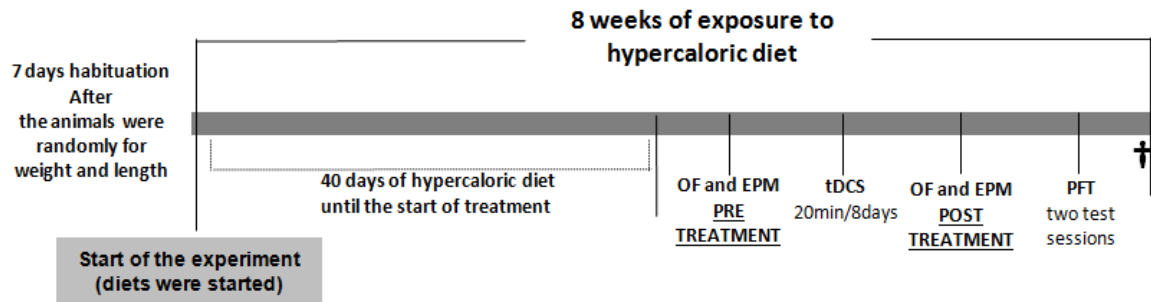 8 weeks of exposure to
hypercaloric diet
7 days habituation
After
the animals were
randomly for
weight and length
40 days of hypercaloric diet
until the start of treatment
OF and EPM
PRE
TREATMENT
tDCS
20min/8days
OF and EPM
POST
TREATMENT
PFT
two test
sessions
Start of the experiment
(diets were started)